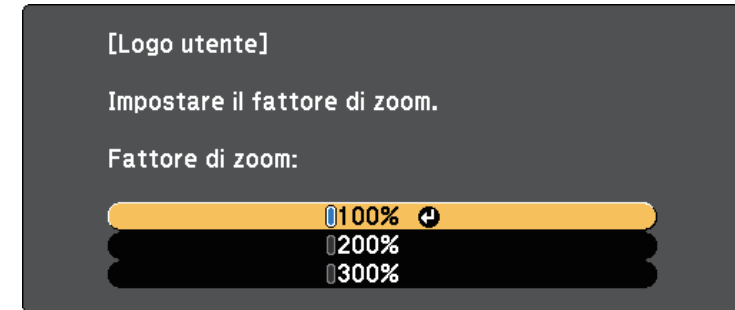 [Logo utente]
Impostare il fattore di zoom.
Fattore di zoom:
100%
200%
300%